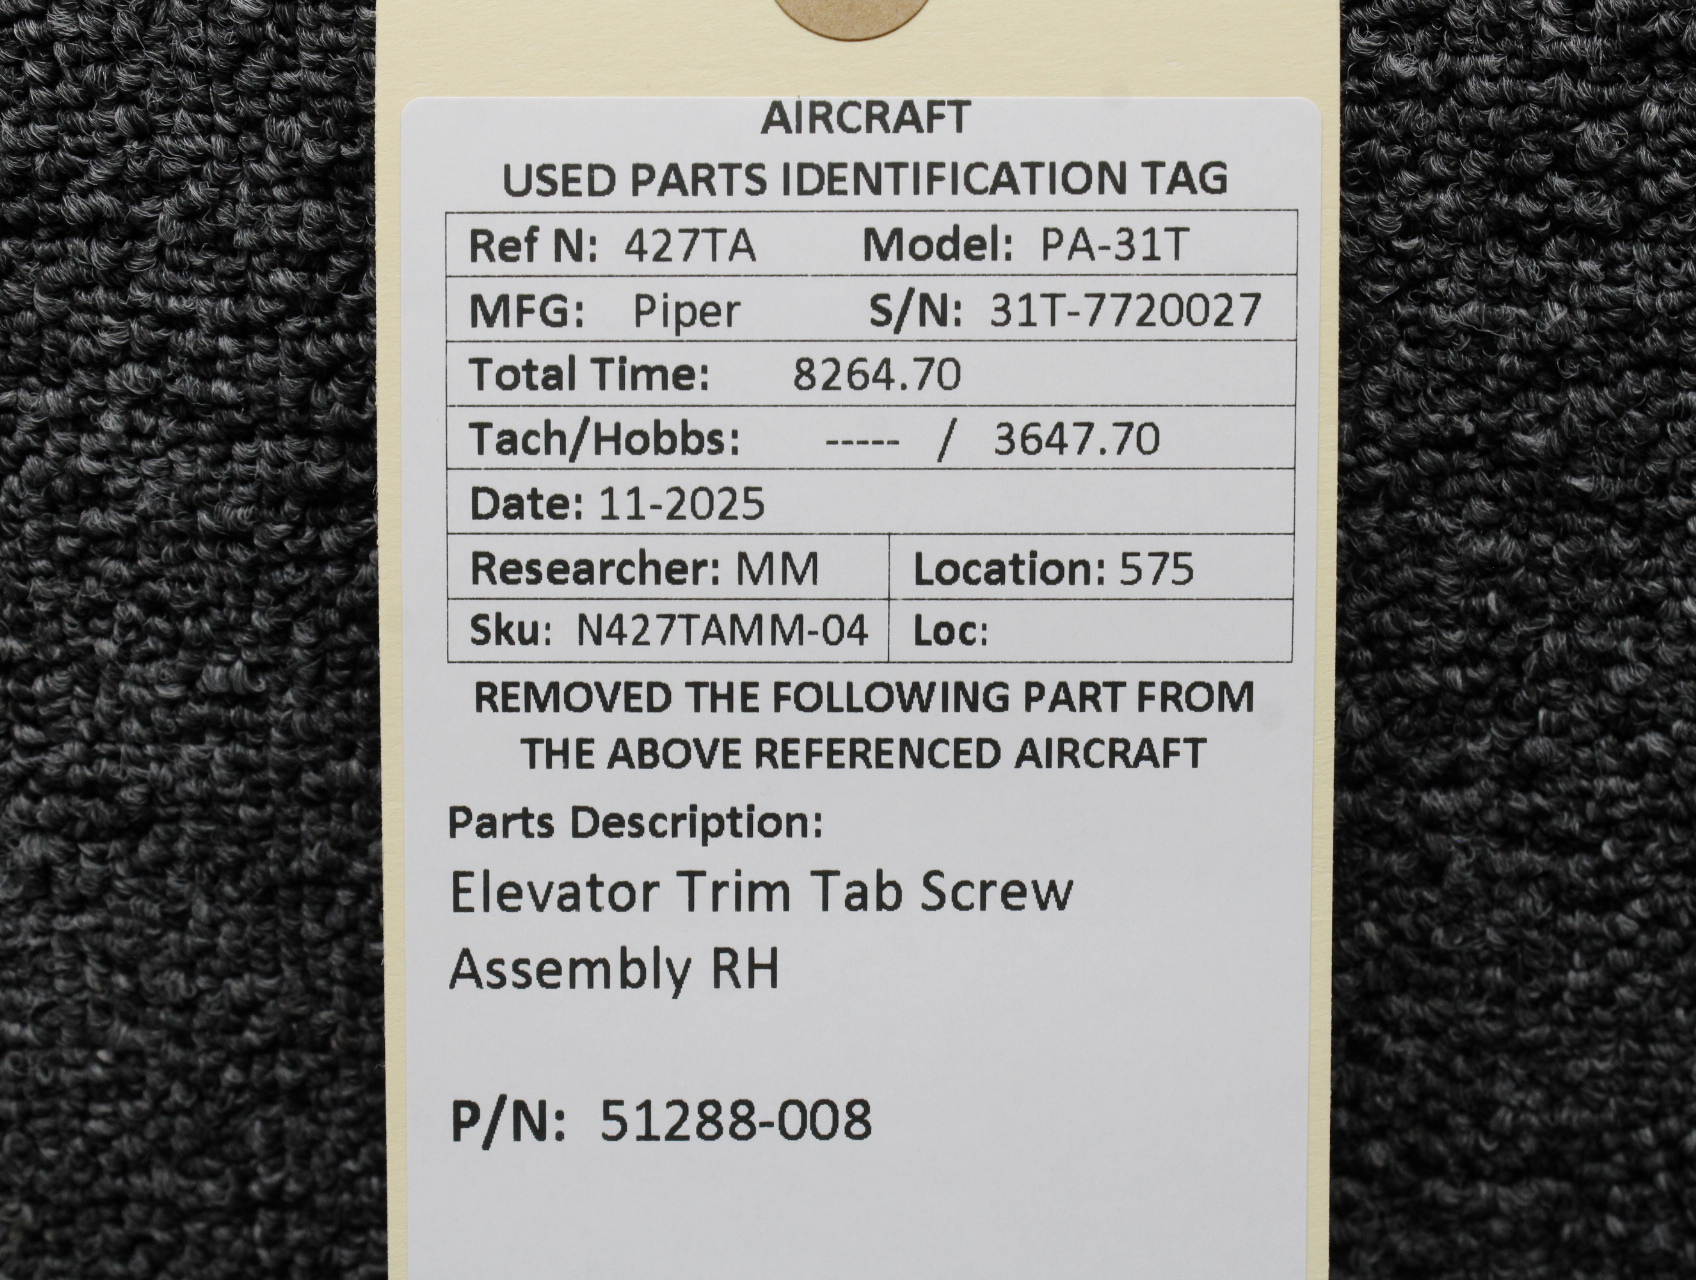 AIRCRAFT
USED PARTS IDENTIFICATION TAG
Ref N: 427TA Model: PA-31T
MFG: Piper S/N: 31T-7720027
Total Time: 8264.70
Tach/Hobbs: ----- / 3647.70
Date: 11-2025
Researcher: MM Location: 575
Sku: N427TAMM-04 Loc:
REMOVED THE FOLLOWING PART FROM
THE ABOVE REFERENCED AIRCRAFT
Parts Description:
Elevator Trim Tab Screw
Assembly RH
P/N: 51288-008